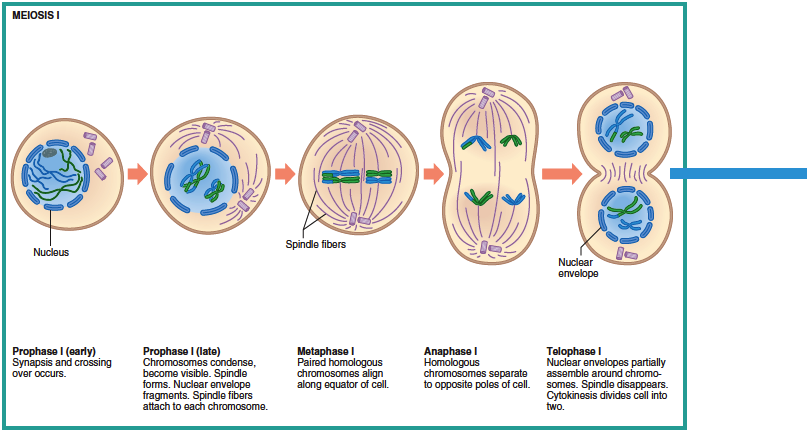 MEIOSIS I
Nucleus
Spindle fibers
Nuclear
envelope
Prophase I (early)
Synapsis and crossing
over occurs.
Prophase I (late)
Chromosomes condense,
become visible. Spindle
forms. Nuclear envelope
fragments. Spindle fibers
attach to each chromosome.
Metaphase I
Paired homologous
chromosomes align
along equator of cell.
Anaphase I
Homologous
chromosomes separate
to opposite poles of cell.
Telophase I
Nuclear envelopes partially
assemble around chromo-
somes. Spindle disappears.
Cytokinesis divides cell into
two.